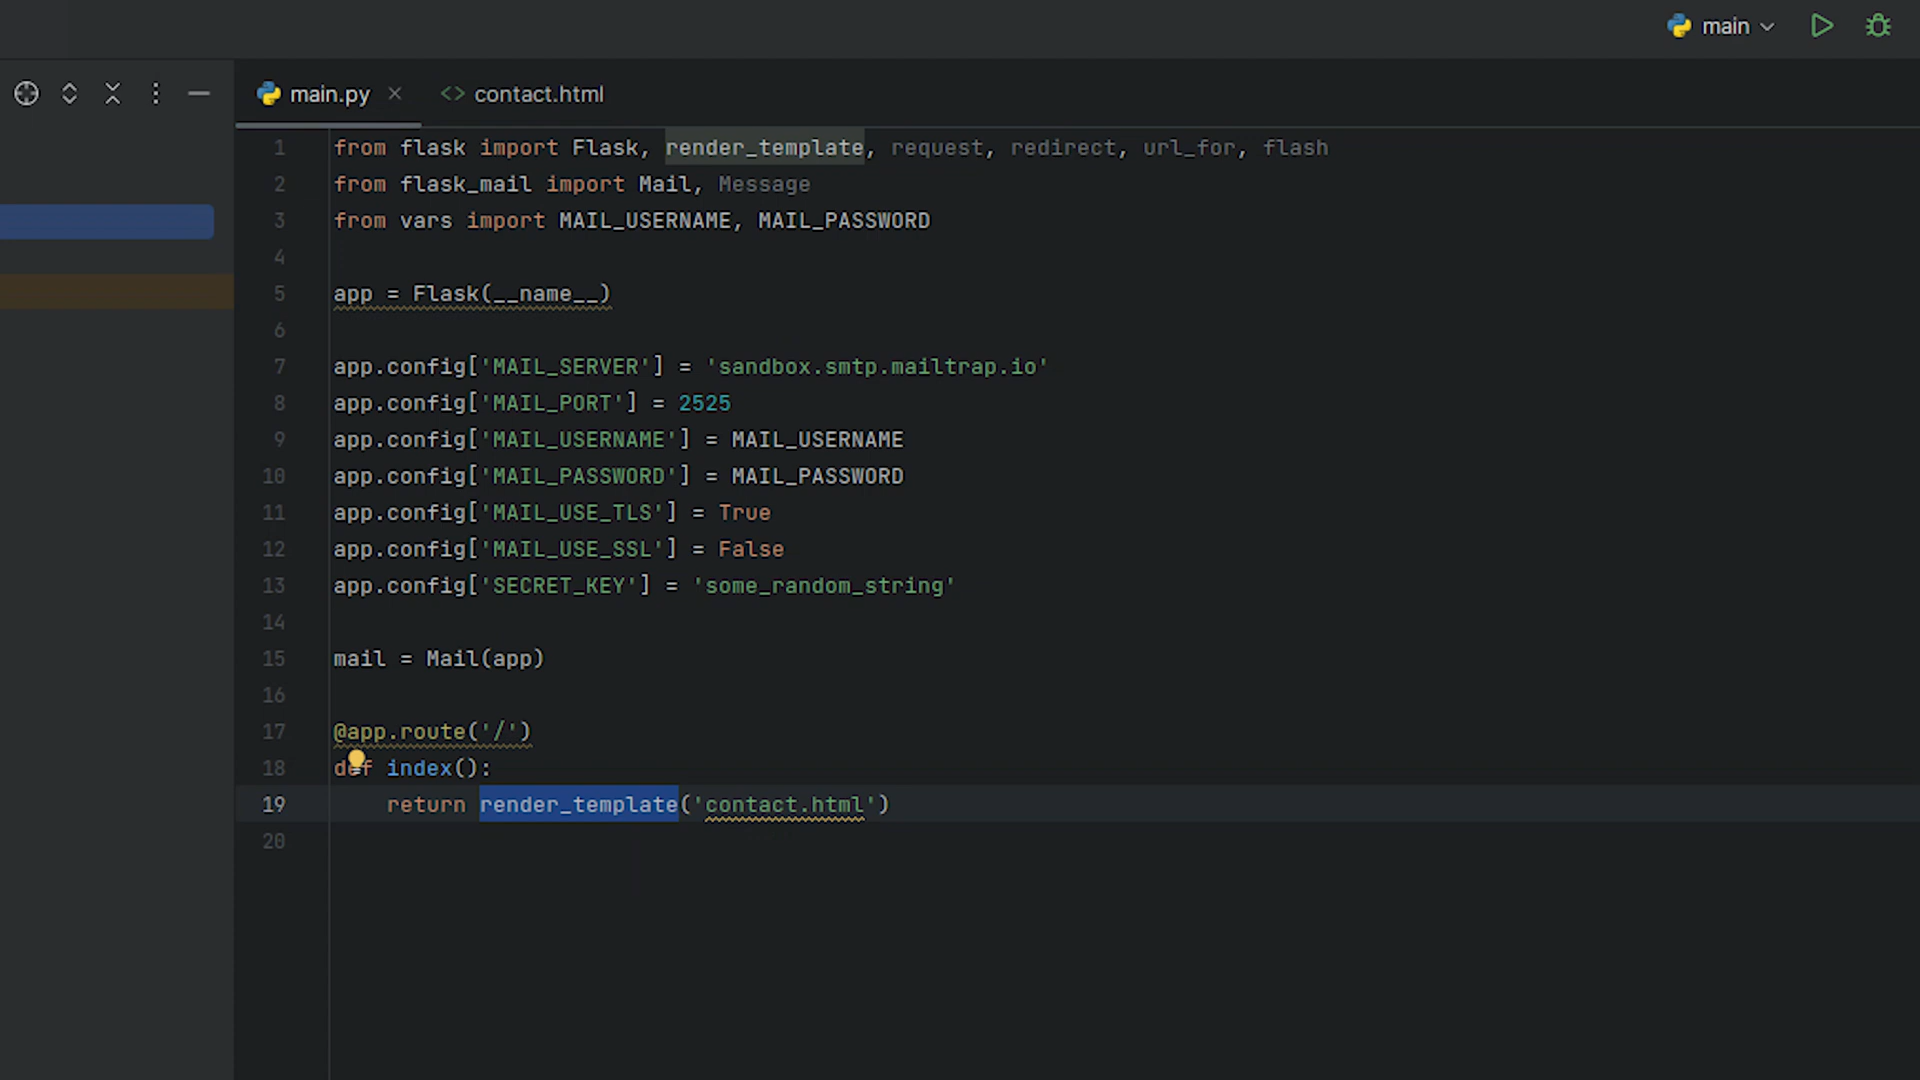 main
main.py
contact.html
1 from flask import Flask, render_template, request, redirect, url_for, flash
2 from flask_mail import Mail, Message
3 from vars import MAIL_USERNAME, MAIL_PASSWORD
4
5 app = Flask(__name__)
6
7 app.config['MAIL_SERVER'] = 'sandbox.smtp.mailtrap.io'
8 app.config['MAIL_PORT'] = 2525
9 app.config['MAIL_USERNAME'] = MAIL_USERNAME
10 app.config['MAIL_PASSWORD'] = MAIL_PASSWORD
11 app.config['MAIL_USE_TLS'] = True
12 app.config['MAIL_USE_SSL'] = False
13 app.config['SECRET_KEY'] = 'some_random_string'
14
15 mail = Mail(app)
16
17 @app.route('/')
18 def index():
19     return render_template('contact.html')
20